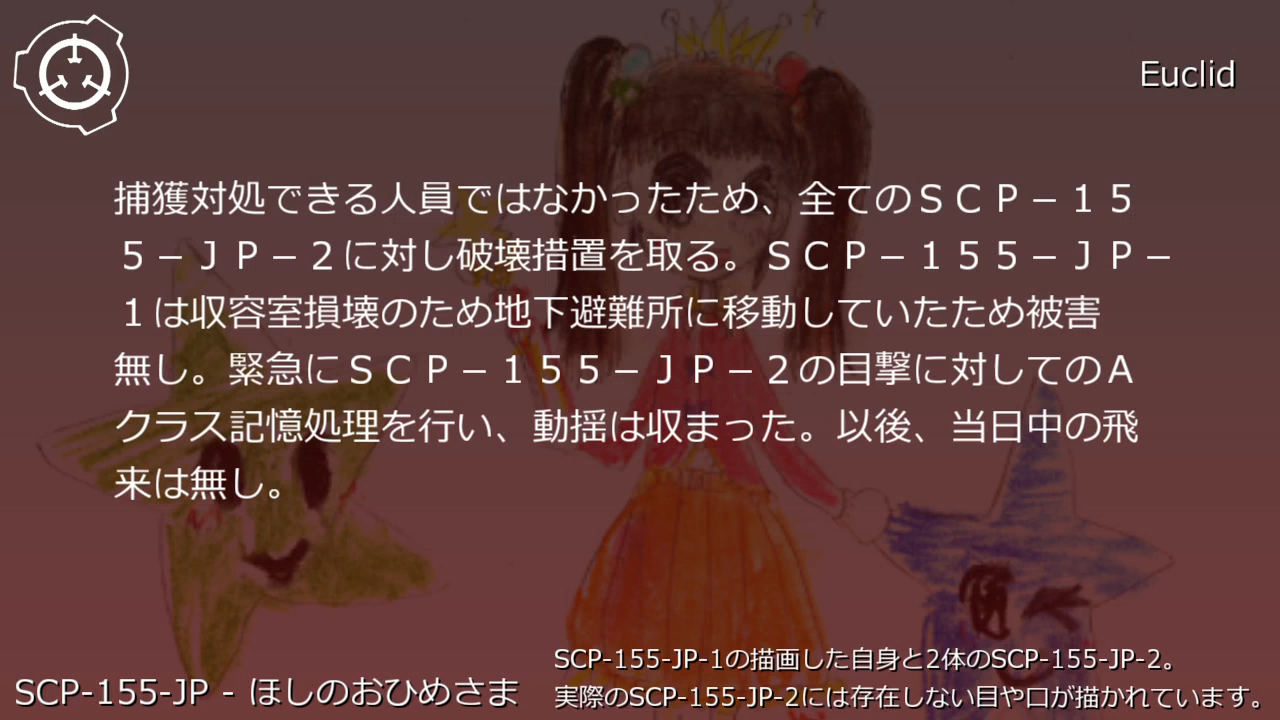 Euclid
捕獲対処できる人員ではなかったため、全てのＳＣＰ－１５
５－ＪＰ－２に対し破壊措置を取る。ＳＣＰ－１５５－ＪＰ－
１は収容室損壊のため地下避難所に移動していたため被害
無し。緊急にＳＣＰ－１５５－ＪＰ－２の目撃に対してのＡ
クラス記憶処理を行い、動揺は収まった。以後、当日中の飛
来は無し。
SCP-155-JP-1の描画した自身と2体のSCP-155-JP-2。
実際のSCP-155-JP-2には存在しない目や口が描かれています。
SCP-155-JP - ほしのおひめさま